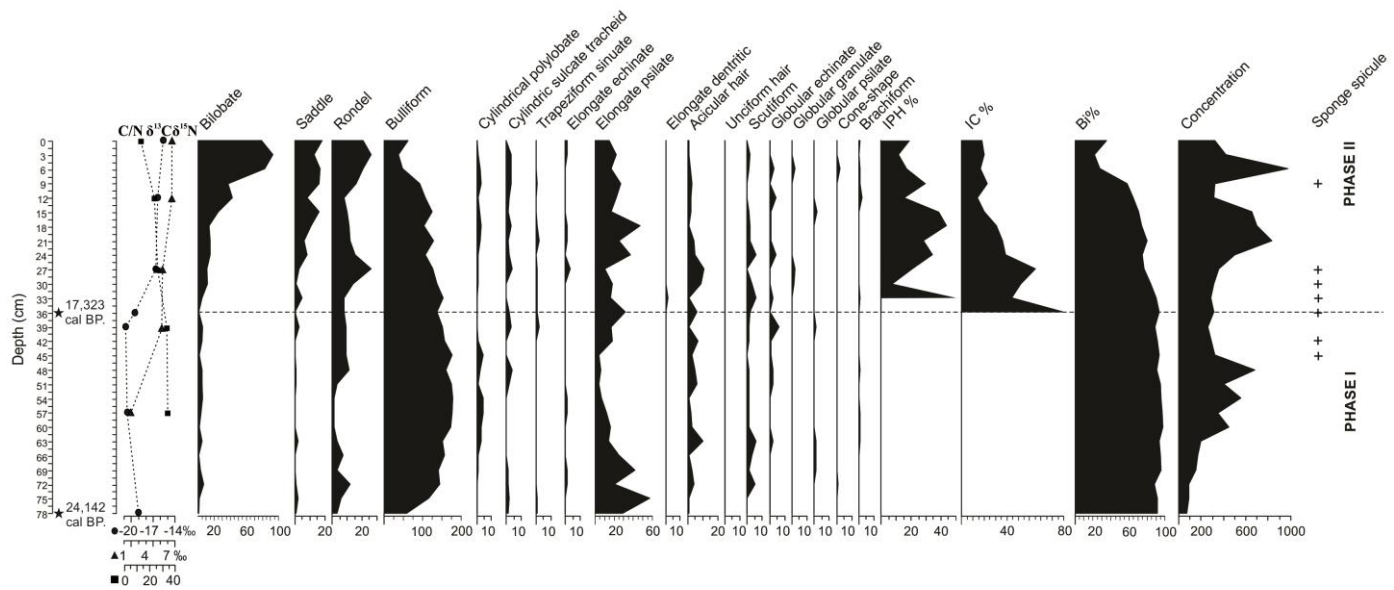 C/N δ¹³C δ¹⁵N
Bilobate
Saddle
Rondel
Bulliform
Cylindrical polylobate
Cylindric sulcate tracheid
Trapeziform sinuate
Elongate echinate
Elongate psilate
Elongate dentritic
Acicular hair
Unciform hair
Scutiform
Globular echinate
Globular granulate
Globular psilate
Cone-shape
Brachiform
IPH %
IC %
Bi%
Concentration
Sponge spicule
Depth (cm)
0
3
6
9
12
15
18
21
24
27
30
33
36
39
42
45
48
51
54
57
60
63
66
69
72
75
78
17,323
cal BP.
24,142
cal BP.
+
+
+
+
+
+
+
PHASE II
PHASE I
20 60 100
20
20
100 200
10
10
10
10
20 60
10
20
10
10
10
10
10
10
10
20 40
40 80
20 60 100
200 600 1000
-20 -17 -14‰
1 4 7 ‰
0 20 40